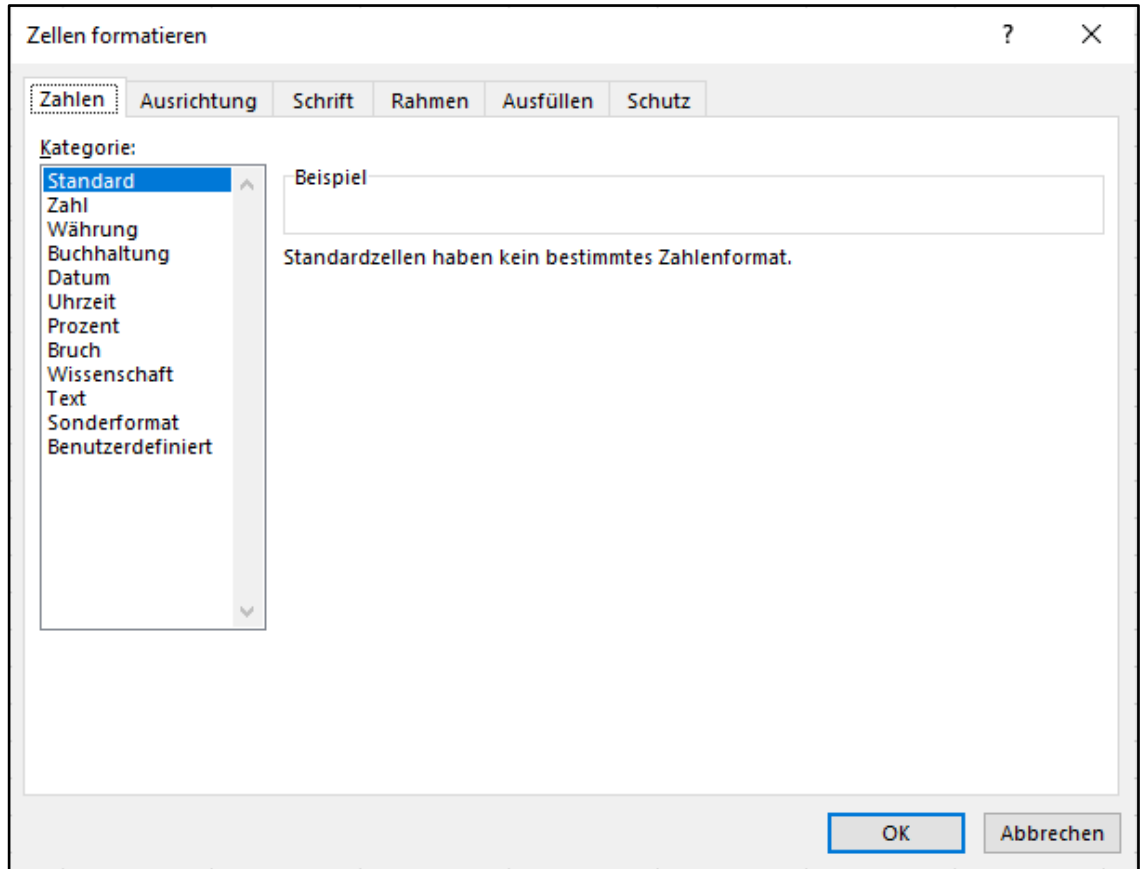 Zellen formatieren ?
Zahlen Ausrichtung Schrift Rahmen Ausfüllen Schutz
Kategorie:
Standard
Zahl
Währung
Buchhaltung
Datum
Uhrzeit
Prozent
Bruch
Wissenschaft
Text
Sonderformat
Benutzerdefiniert
Beispiel
Standardzellen haben kein bestimmtes Zahlenformat.
OK Abbrechen